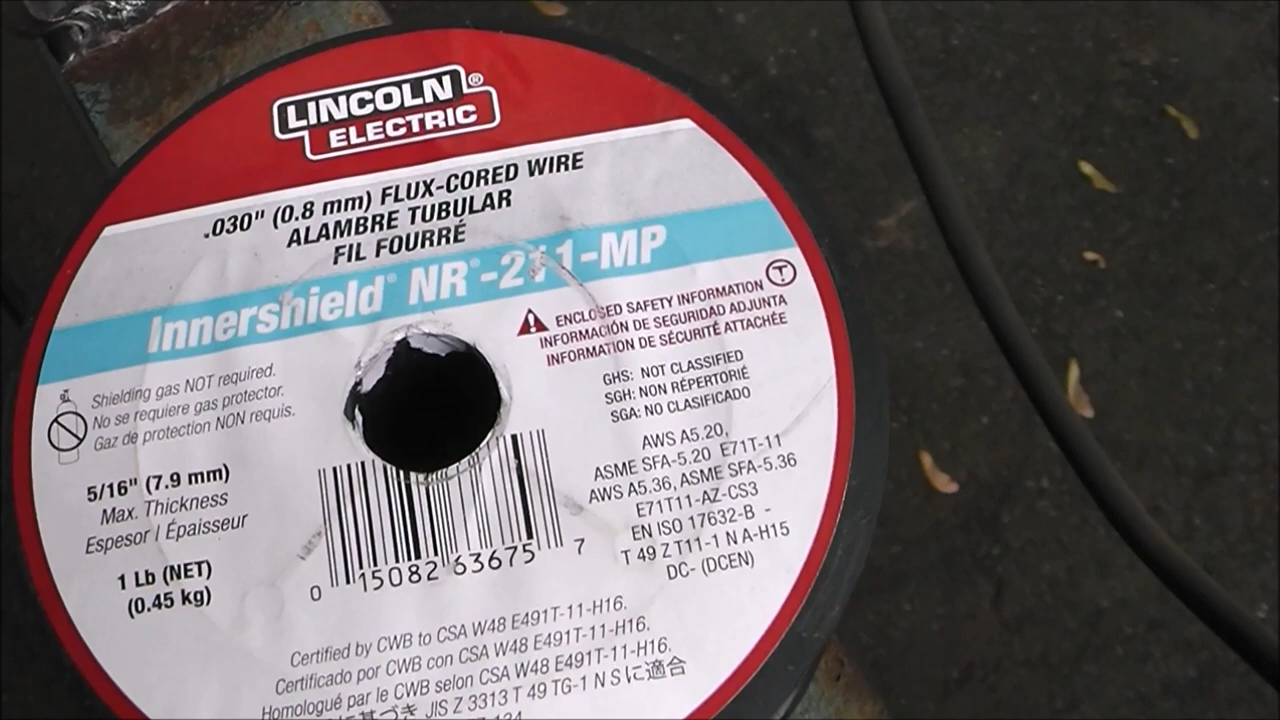 LINCOLN®
ELECTRIC
.030" (0.8 mm) FLUX-CORED WIRE
ALAMBRE TUBULAR
FIL FOURRÉ
Innershield® NR®-211-MP
ENCLOSED SAFETY INFORMATION
INFORMACIÓN DE SEGURIDAD ADJUNTA
INFORMATION DE SÉCURITÉ ATTACHÉE
Shielding gas NOT required.
No se requiere gas protector.
Gaz de protection NON requis.
GHS: NOT CLASSIFIED
SGH: NON RÉPERTORIÉ
SGA: NO CLASIFICADO
5/16" (7.9 mm)
Max. Thickness
Espesor / Épaisseur
1 Lb (NET)
(0.45 kg)
AWS A5.20,
ASME SFA-5.20 E71T-11
AWS A5.36, ASME SFA-5.36
E71T11-AZ-CS3
EN ISO 17632-B -
T 49 Z T11-1 N A-H15
DC- (DCEN)
0 15082 63675 7
Certified by CWB to CSA W48 E491T-11-H16.
Certificado por CWB con CSA W48 E491T-11-H16.
Homologué par le CWB selon CSA W48 E491T-11-H16.
に基づき JIS Z 3313 T 49 TG-1 N S に適合